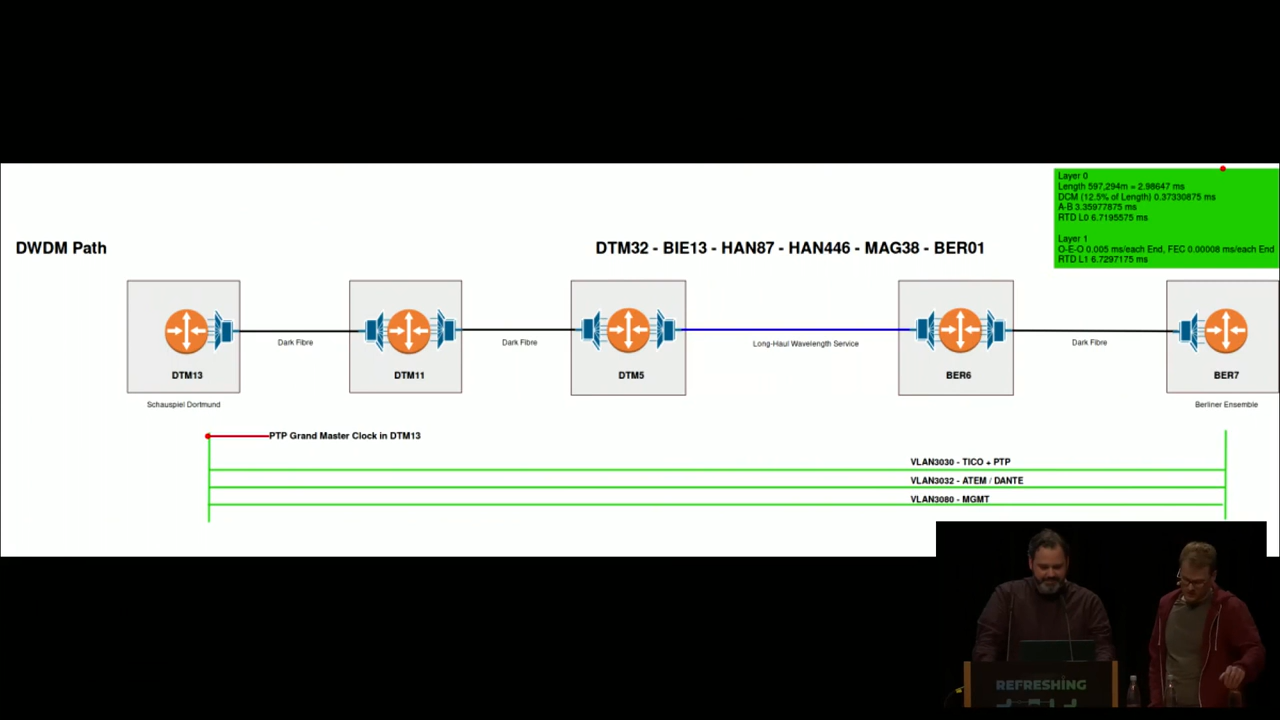 Layer 0
Length 597,294m = 2.98647 ms
DCM (12.5% of Length) 0.37330875 ms
A-B 3.35977875 ms
RTD L0 6.7195575 ms
Layer 1
O-E-O 0.005 ms/each End, FEC 0.00008 ms/each End
RTD L1 6.7297175 ms
DWDM Path
DTM32 - BIE13 - HAN87 - HAN446 - MAG38 - BER01
Dark Fibre
Dark Fibre
Long-Haul Wavelength Service
Dark Fibre
DTM13
DTM11
DTM5
BER6
BER7
Schauspiel Dortmund
Berliner Ensemble
PTP Grand Master Clock in DTM13
VLAN3030 - TICO + PTP
VLAN3032 - ATEM / DANTE
VLAN3080 - MGMT
REFRESHING